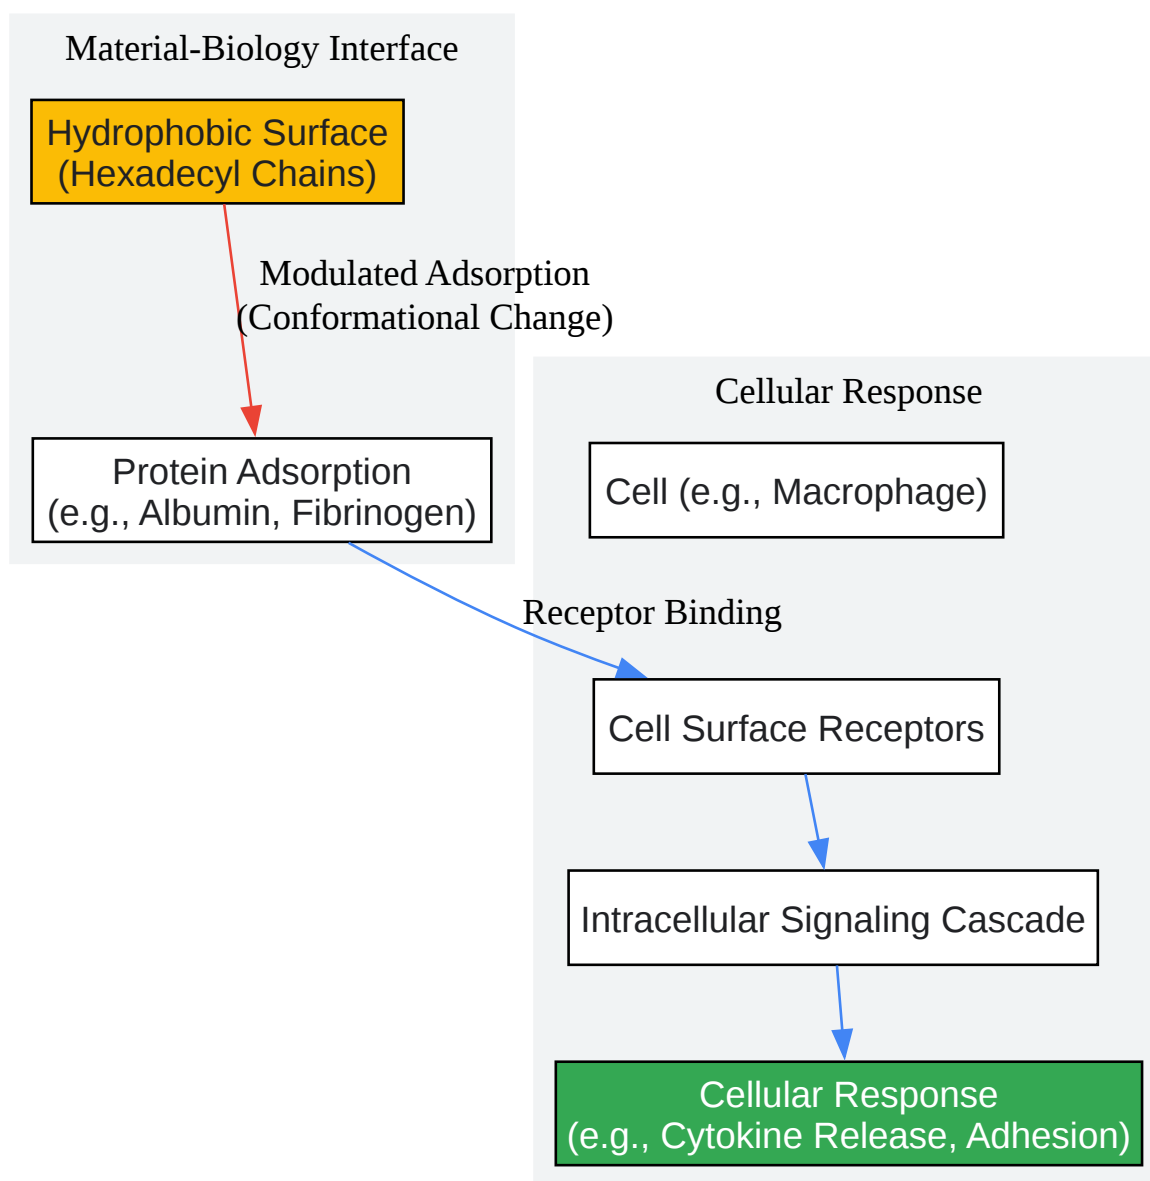 Material-Biology Interface
Hydrophobic Surface
(Hexadecyl Chains)
Modulated Adsorption
(Conformational Change)
Protein Adsorption
(e.g., Albumin, Fibrinogen)
Cellular Response
Cell (e.g., Macrophage)
Receptor Binding
Cell Surface Receptors
Intracellular Signaling Cascade
Cellular Response
(e.g., Cytokine Release, Adhesion)